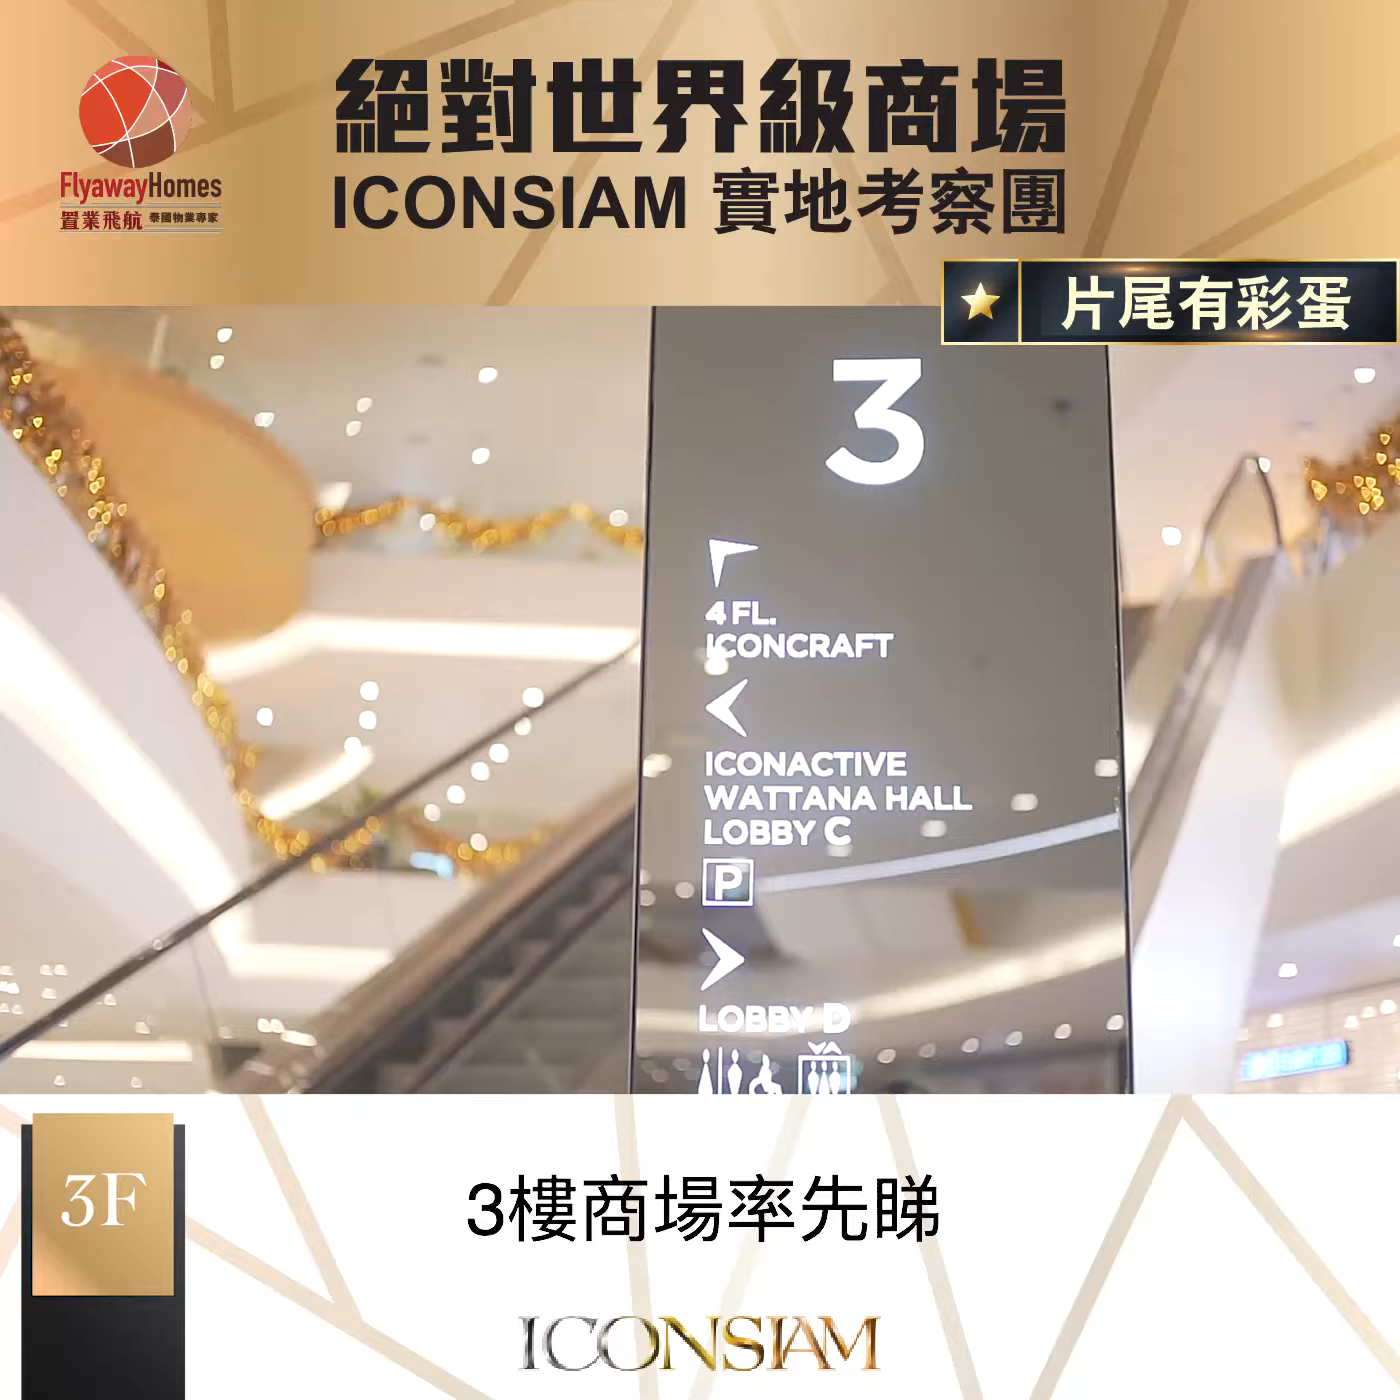 絕對世界級商場
ICONSIAM 實地考察團
FlyawayHomes
置業飛航 泰國物業專家
片尾有彩蛋
3
4 FL.
ICONCRAFT
ICONACTIVE
WATTANA HALL
LOBBY C
P
LOBBY D
3F
3樓商場率先睇
ICONSIAM